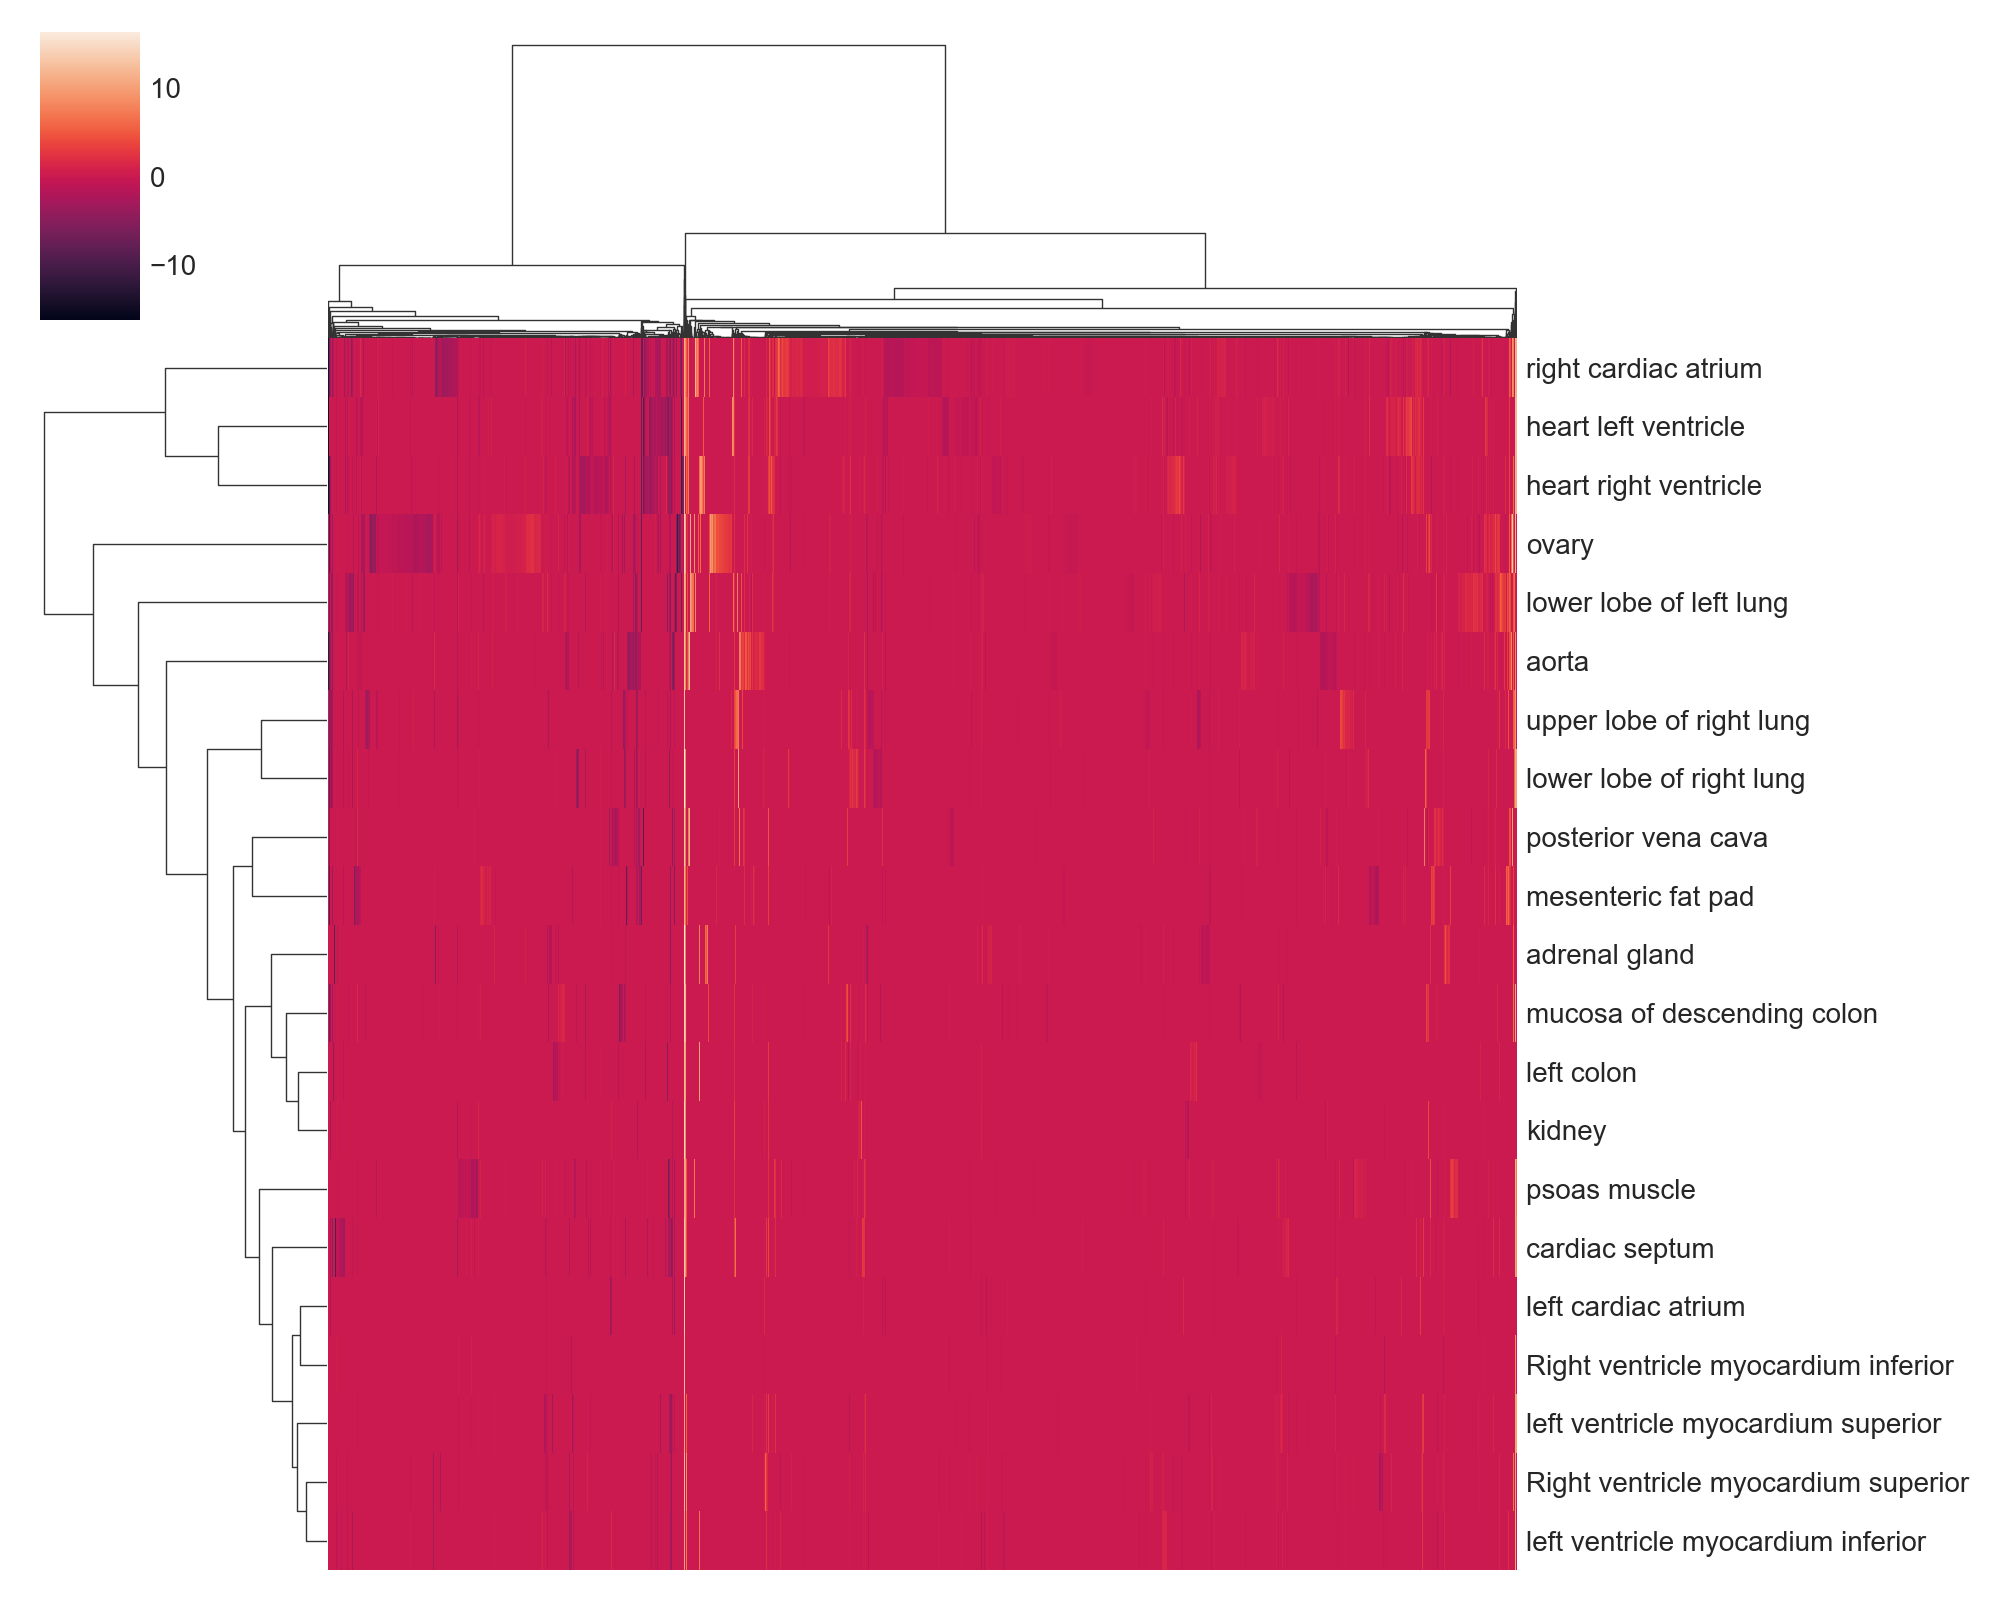 10
0
−10
right cardiac atrium
heart left ventricle
heart right ventricle
ovary
lower lobe of left lung
aorta
upper lobe of right lung
lower lobe of right lung
posterior vena cava
mesenteric fat pad
adrenal gland
mucosa of descending colon
left colon
kidney
psoas muscle
cardiac septum
left cardiac atrium
Right ventricle myocardium inferior
left ventricle myocardium superior
Right ventricle myocardium superior
left ventricle myocardium inferior